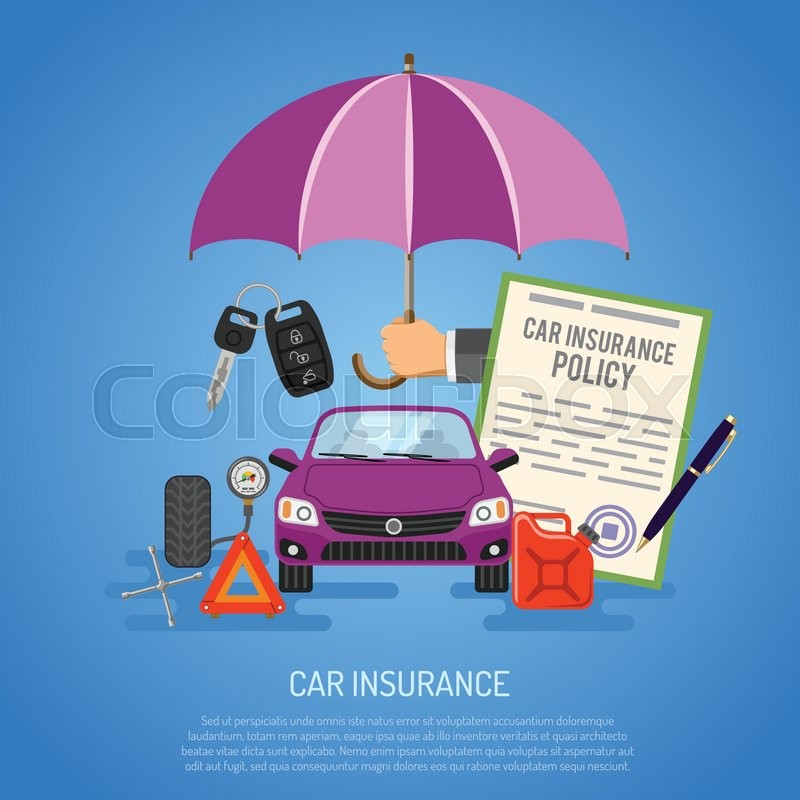 CAR INSURANCE
POLICY
colourbox
CAR INSURANCE
Sed ut perspiciatis unde omnis iste natus error sit voluptatem accusantium doloremque
laudantium, totam rem aperiam, eaque ipsa quae ab illo inventore veritatis et quasi architecto
beatae vitae dicta sunt explicabo. Nemo enim ipsam voluptatem quia voluptas sit aspernatur
aut odit aut fugit, sed quia consequuntur magni dolores eos qui ratione voluptatem sequi nesciunt.